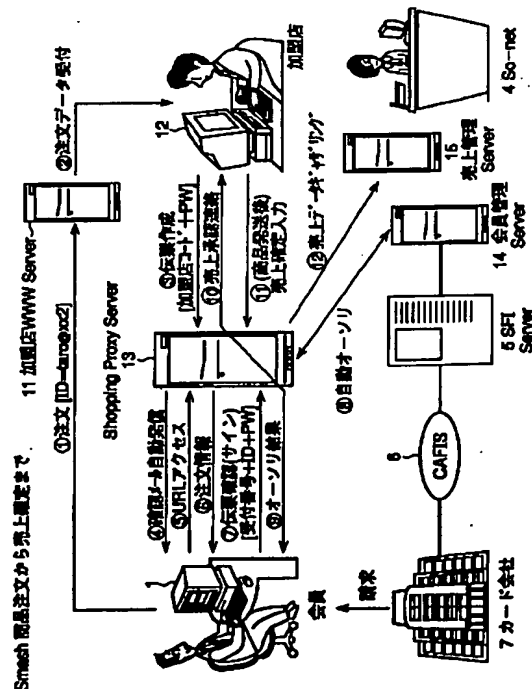 Smash 商品注文から売上確定まで
11 加盟店WWW Server
①注文 [ID=taro@xx2]
②注文データ受付
Shopping Proxy Server
13
12
加盟店
③伝票作成
[加盟店コード+PW]
⑩売上承認連絡
⑪(商品発送後)
売上確定入力
④確認メール自動発信
⑤URLアクセス
⑥注文情報
⑦伝票確認(サイン)
[受付番号+ID+PW]
⑨オーソリ結果
⑫売上データギャザリング
⑧自動オーソリ
1
会員
請求
7 カード会社
6
CAFIS
5 SFI
Server
14 会員管理
Server
15
売上管理
Server
4 So-net